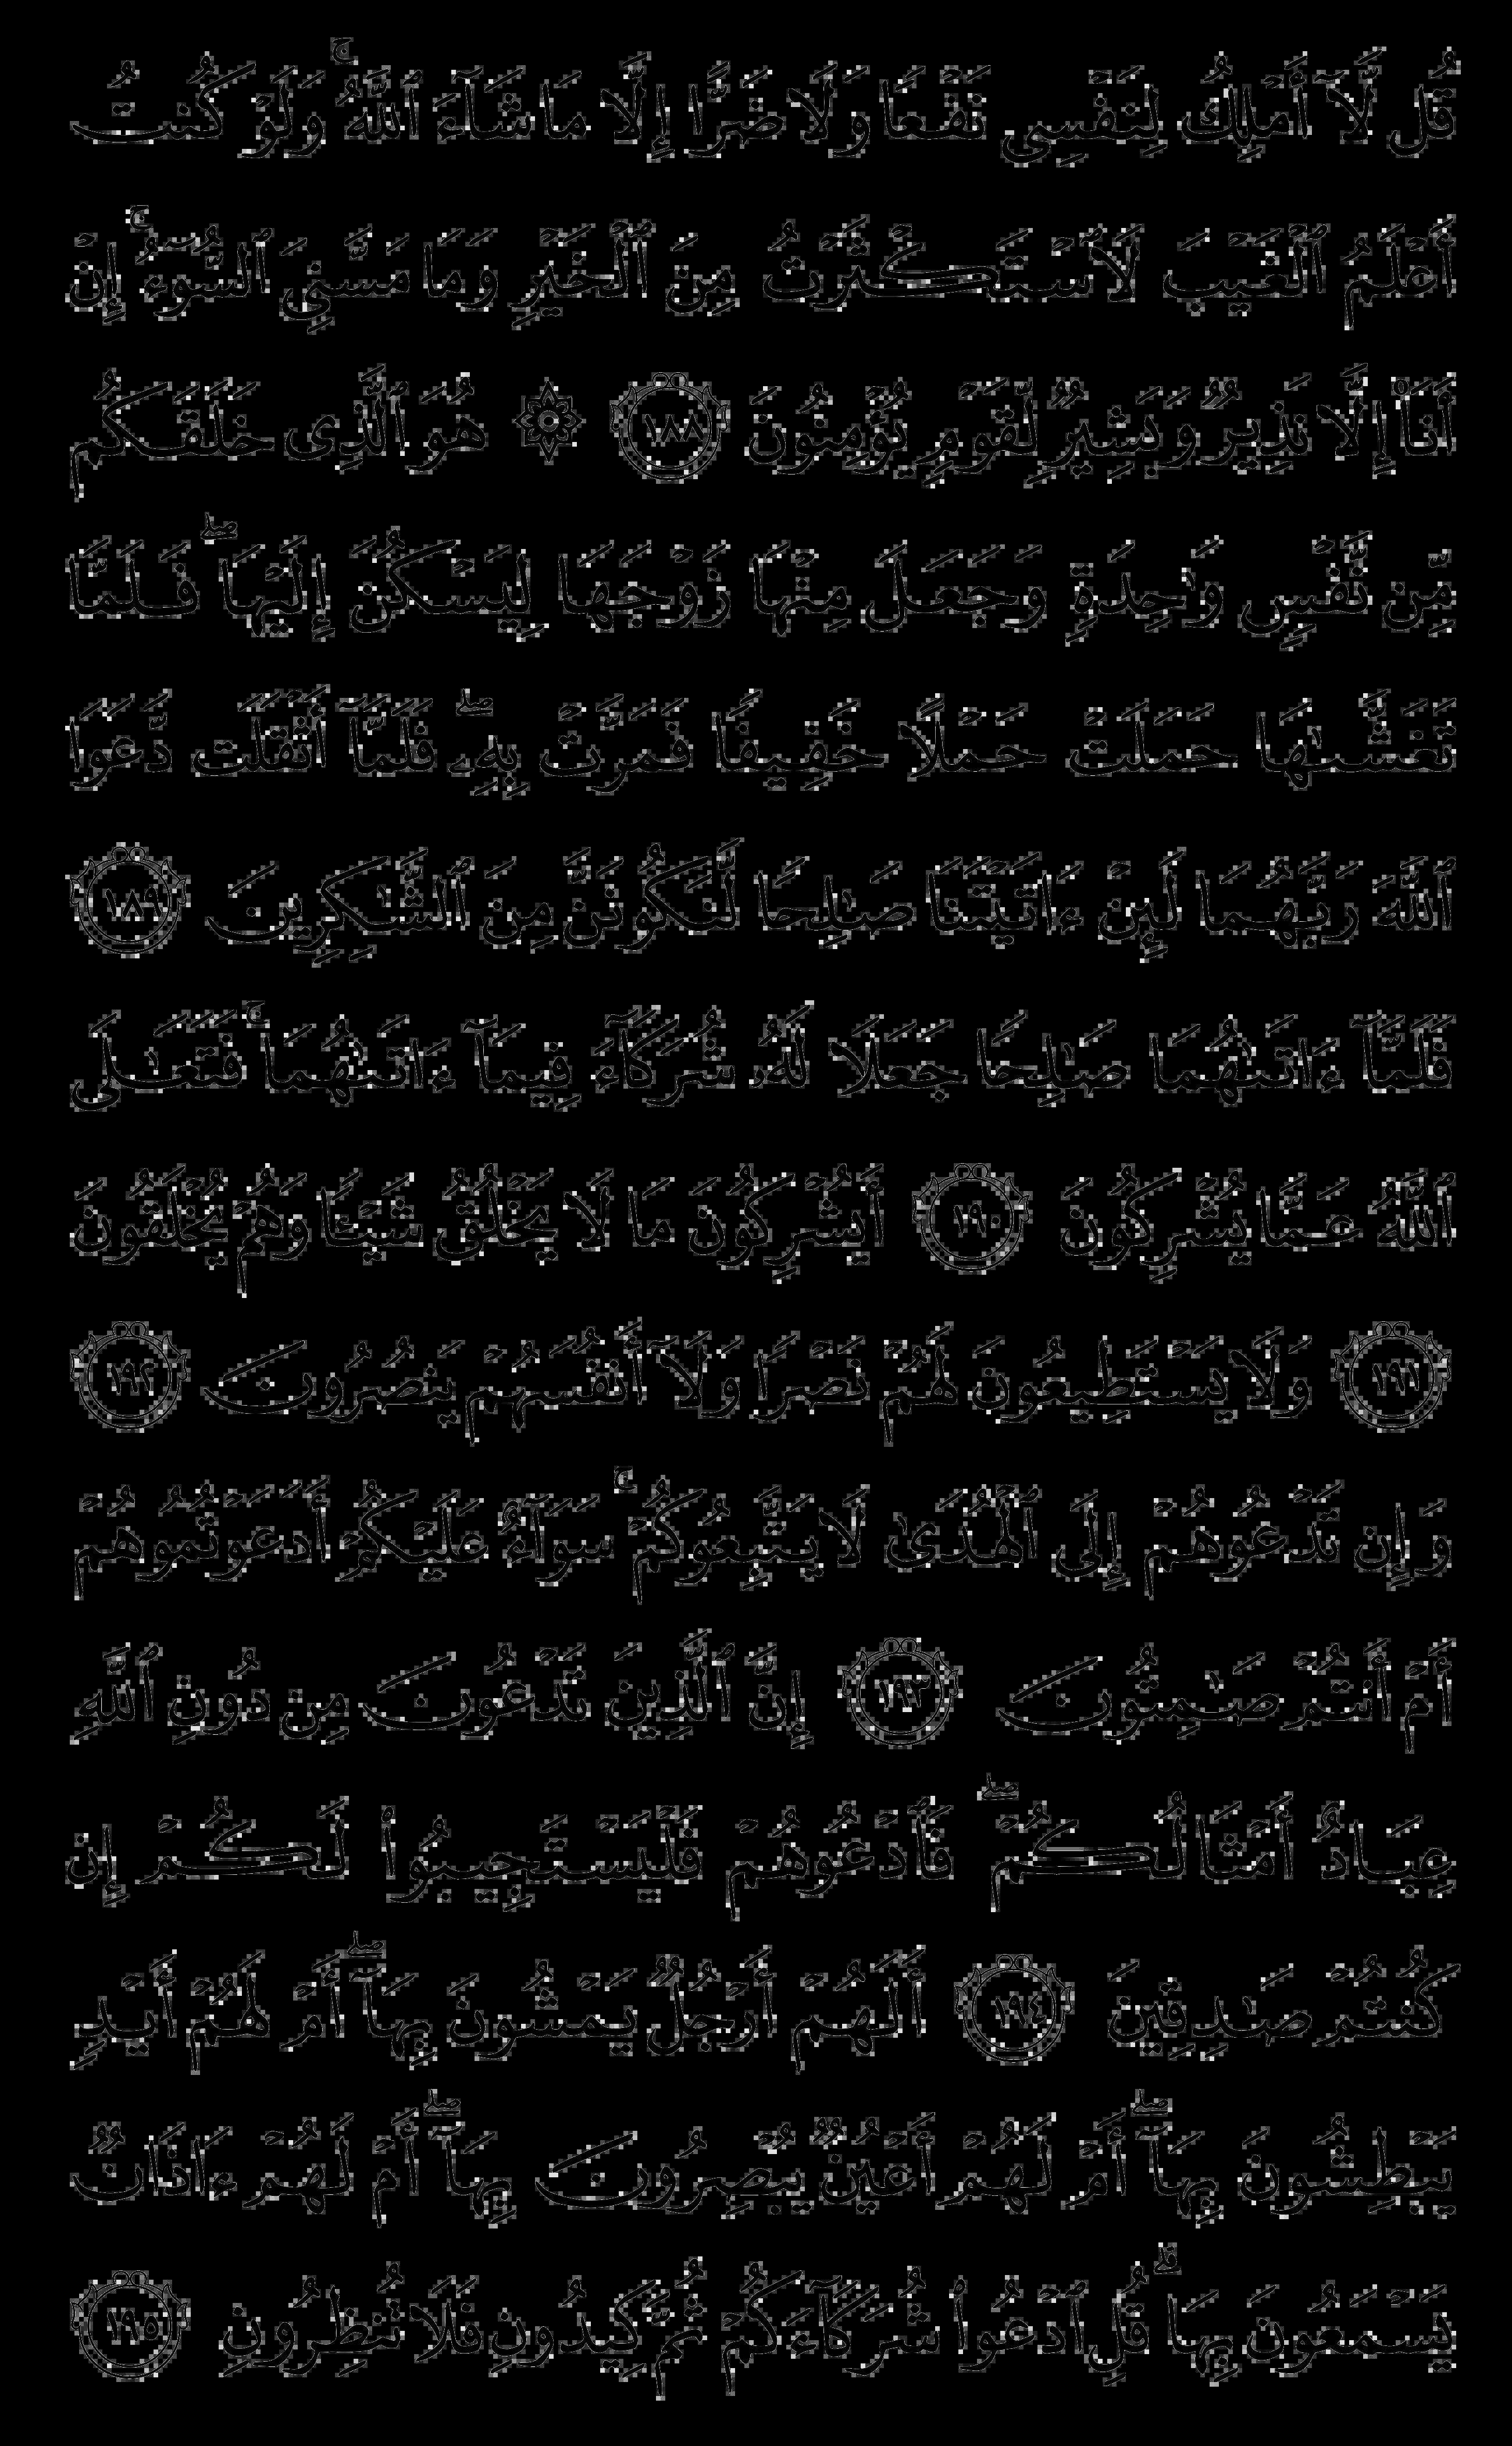 قُل لَّآ أَمْلِكُ لِنَفْسِى نَفْعًا وَلَا ضَرًّا إِلَّا مَا شَآءَ ٱللَّهُ ۚ وَلَوْ كُنتُ
أَعْلَمُ ٱلْغَيْبَ لَٱسْتَكْثَرْتُ مِنَ ٱلْخَيْرِ وَمَا مَسَّنِىَ ٱلسُّوٓءُ ۚ إِنْ
أَنَا۠ إِلَّا نَذِيرٌ وَبَشِيرٌ لِّقَوْمٍ يُؤْمِنُونَ ١٨٨ ۞ هُوَ ٱلَّذِى خَلَقَكُم
مِّن نَّفْسٍ وَٰحِدَةٍ وَجَعَلَ مِنْهَا زَوْجَهَا لِيَسْكُنَ إِلَيْهَا ۖ فَلَمَّا
تَغَشَّىٰهَا حَمَلَتْ حَمْلًا خَفِيفًا فَمَرَّتْ بِهِۦ ۖ فَلَمَّآ أَثْقَلَت دَّعَوَا
ٱللَّهَ رَبَّهُمَا لَئِنْ ءَاتَيْتَنَا صَٰلِحًا لَّنَكُونَنَّ مِنَ ٱلشَّٰكِرِينَ ١٨٩
فَلَمَّآ ءَاتَىٰهُمَا صَٰلِحًا جَعَلَا لَهُۥ شُرَكَآءَ فِيمَآ ءَاتَىٰهُمَا ۚ فَتَعَٰلَى
ٱللَّهُ عَمَّا يُشْرِكُونَ ١٩٠ أَيُشْرِكُونَ مَا لَا يَخْلُقُ شَيْـًٔا وَهُمْ يُخْلَقُونَ
١٩١ وَلَا يَسْتَطِيعُونَ لَهُمْ نَصْرًا وَلَآ أَنفُسَهُمْ يَنصُرُونَ ١٩٢
وَإِن تَدْعُوهُمْ إِلَى ٱلْهُدَىٰ لَا يَتَّبِعُوكُمْ ۚ سَوَآءٌ عَلَيْكُمْ أَدَعَوْتُمُوهُمْ
أَمْ أَنتُمْ صَٰمِتُونَ ١٩٣ إِنَّ ٱلَّذِينَ تَدْعُونَ مِن دُونِ ٱللَّهِ
عِبَادٌ أَمْثَالُكُمْ ۖ فَٱدْعُوهُمْ فَلْيَسْتَجِيبُوا۟ لَكُمْ إِن
كُنتُمْ صَٰدِقِينَ ١٩٤ أَلَهُمْ أَرْجُلٌ يَمْشُونَ بِهَآ ۖ أَمْ لَهُمْ أَيْدٍ
يَبْطِشُونَ بِهَآ ۖ أَمْ لَهُمْ أَعْيُنٌ يُبْصِرُونَ بِهَآ ۖ أَمْ لَهُمْ ءَاذَانٌ
يَسْمَعُونَ بِهَا ۗ قُلِ ٱدْعُوا۟ شُرَكَآءَكُمْ ثُمَّ كِيدُونِ فَلَا تُنظِرُونِ ١٩٥